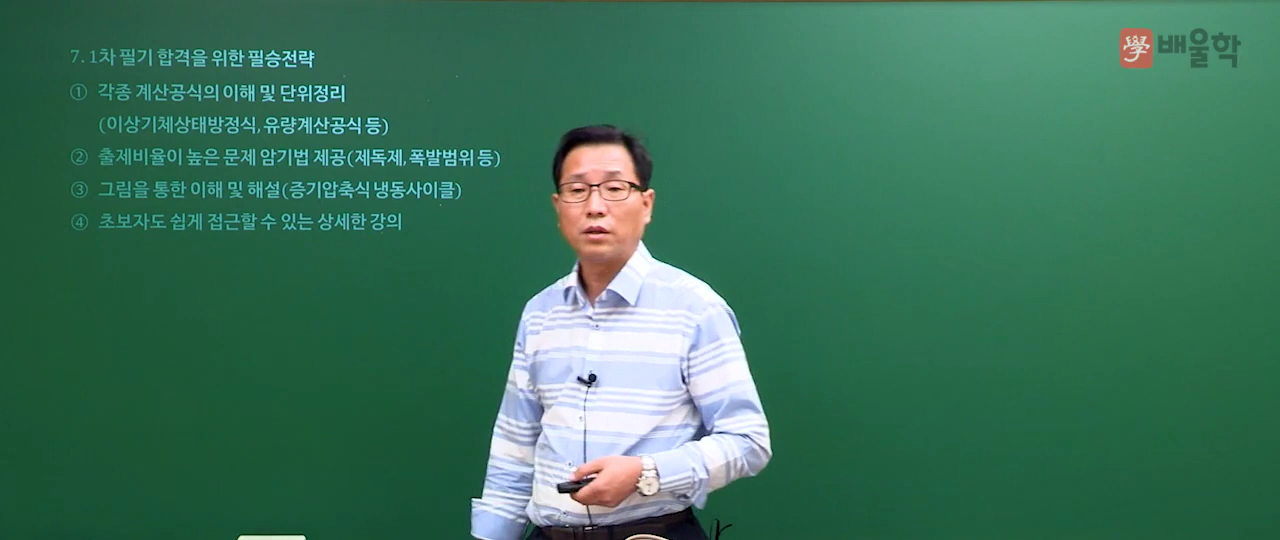 7. 1차 필기 합격을 위한 필승전략
① 각종 계산공식의 이해 및 단위정리
(이상기체상태방정식, 유량계산공식 등)
② 출제비율이 높은 문제 암기법 제공(제독제, 폭발범위 등)
③ 그림을 통한 이해 및 해설(증기압축식 냉동사이클)
④ 초보자도 쉽게 접근할 수 있는 상세한 강의
學 배울학